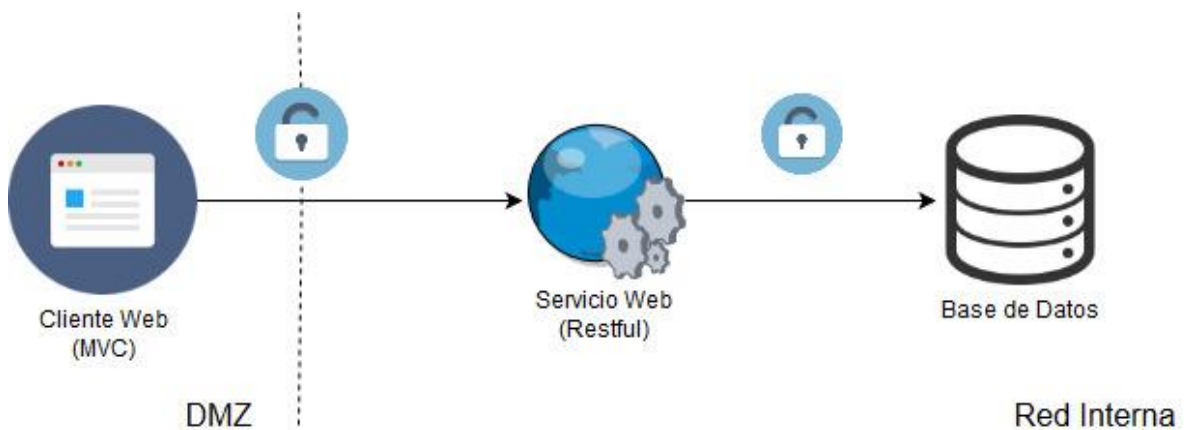 Cliente Web
(MVC)
Servicio Web
(Restful)
Base de Datos
DMZ
Red Interna